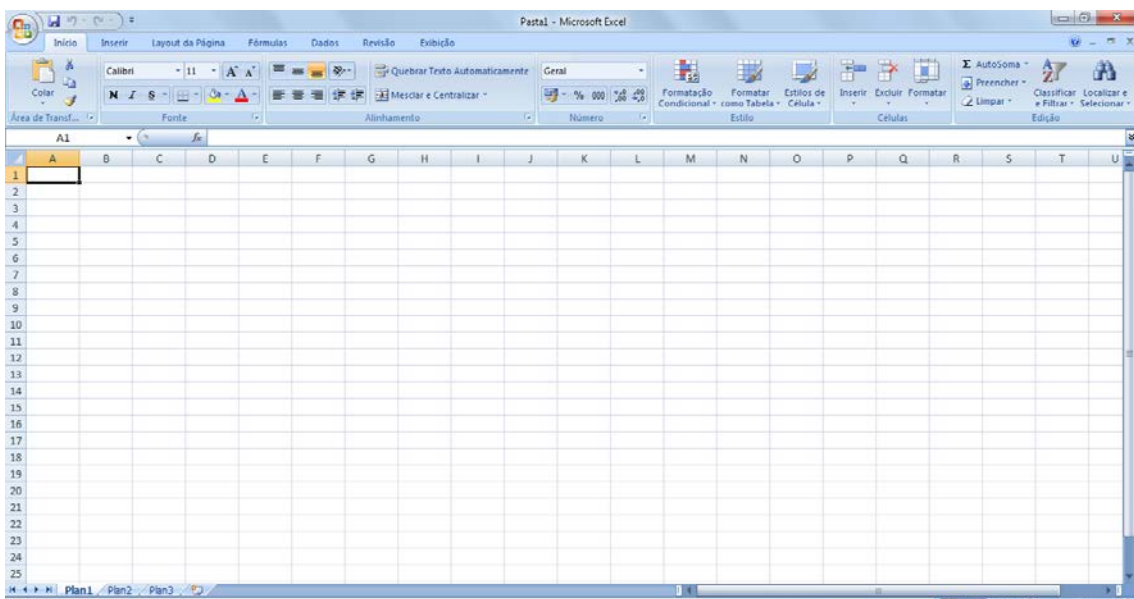 Pasta1 - Microsoft Excel
Início Inserir Layout da Página Fórmulas Dados Revisão Exibição
Colar
Calibri 11 A A
Quebrar Texto Automaticamente
Geral
N I S A
Mesclar e Centralizar
% 000
Formatação Condicional
Formatar como Tabela
Estilos de Célula
Inserir Excluir Formatar
Σ AutoSoma
Preencher
Limpar
Classificar e Filtrar
Localizar e Selecionar
Área de Transf... Fonte Alinhamento Número Estilo Células Edição
A1 fx
A B C D E F G H I J K L M N O P Q R S T U
1
2
3
4
5
6
7
8
9
10
11
12
13
14
15
16
17
18
19
20
21
22
23
24
25
Plan1 Plan2 Plan3